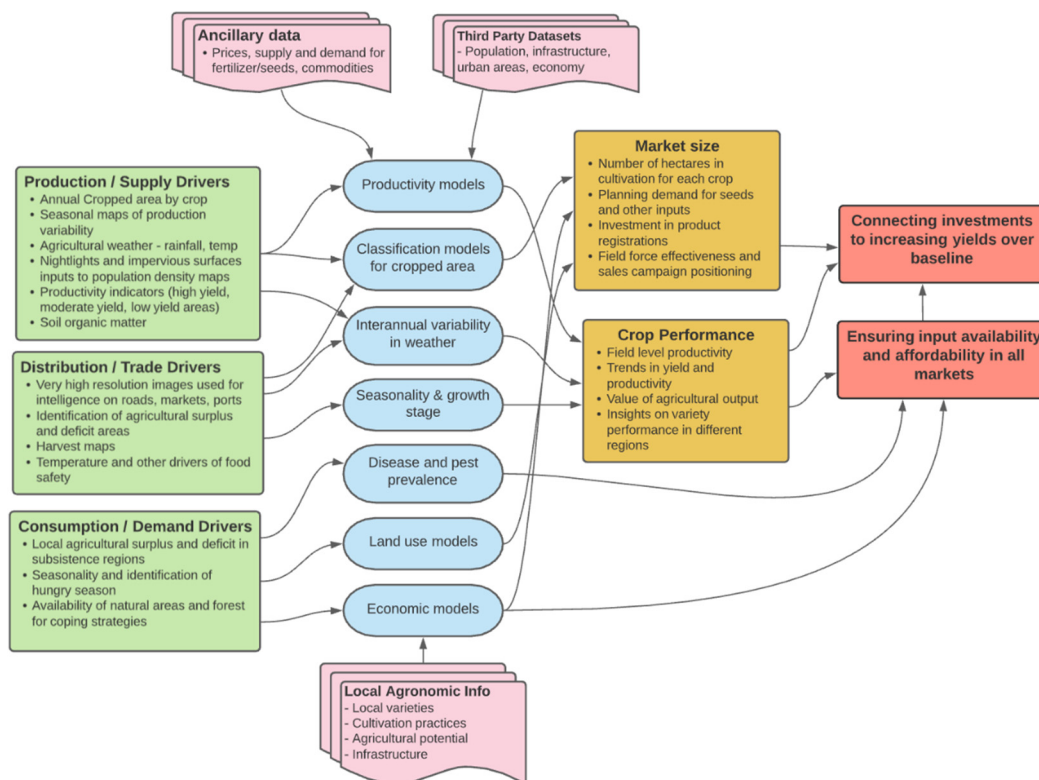 Ancillary data
• Prices, supply and demand for
fertilizer/seeds, commodities
Third Party Datasets
- Population, infrastructure,
urban areas, economy
Production / Supply Drivers
• Annual Cropped area by crop
• Seasonal maps of production
variability
• Agricultural weather - rainfall, temp
• Nightlights and impervious surfaces
inputs to population density maps
• Productivity indicators (high yield,
moderate yield, low yield areas)
• Soil organic matter
Distribution / Trade Drivers
• Very high resolution images used for
intelligence on roads, markets, ports
• Identification of agricultural surplus
and deficit areas
• Harvest maps
• Temperature and other drivers of food
safety
Consumption / Demand Drivers
• Local agricultural surplus and deficit in
subsistence regions
• Seasonality and identification of
hungry season
• Availability of natural areas and forest
for coping strategies
Productivity models
Classification models
for cropped area
Interannual variability
in weather
Seasonality & growth
stage
Disease and pest
prevalence
Land use models
Economic models
Local Agronomic Info
- Local varieties
- Cultivation practices
- Agricultural potential
- Infrastructure
Market size
• Number of hectares in
cultivation for each crop
• Planning demand for seeds
and other inputs
• Investment in product
registrations
• Field force effectiveness and
sales campaign positioning
Crop Performance
• Field level productivity
• Trends in yield and
productivity
• Value of agricultural output
• Insights on variety
performance in different
regions
Connecting investments
to increasing yields over
baseline
Ensuring input availability
and affordability in all
markets